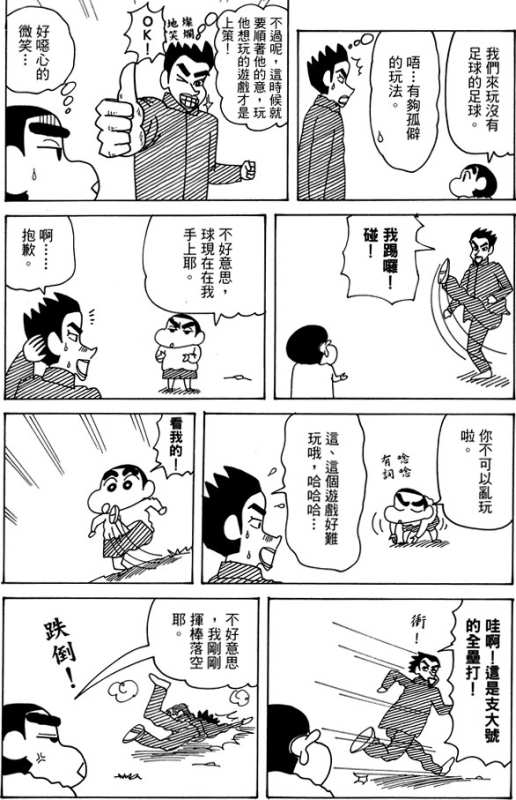 我們來玩沒有
足球的足球。
唔…有夠孤僻
的玩法。
不過呢，這時候就
要順著他的意，玩
他想玩的遊戲才是
上策！
燦爛
地笑
OK！
好噁心的
微笑…
我踢囉！
碰！
不好意思，
球現在在我
手上耶。
啊……
抱歉。
你不可以亂玩
啦。
唸唸
有詞
這、這個遊戲好難
玩哦，哈哈哈…
看我的！
哇啊！這是支大號
的全壘打！
衝！
不好意思
，我剛剛
揮棒落空
耶。
跌倒！